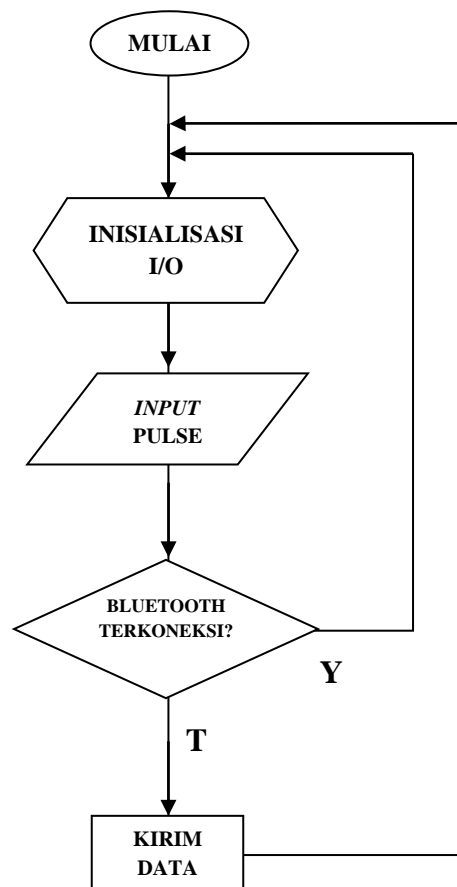 MULAI
INISIALISASI
I/O
INPUT
PULSE
BLUETOOTH
TERKONEKSI?
Y
T
KIRIM
DATA